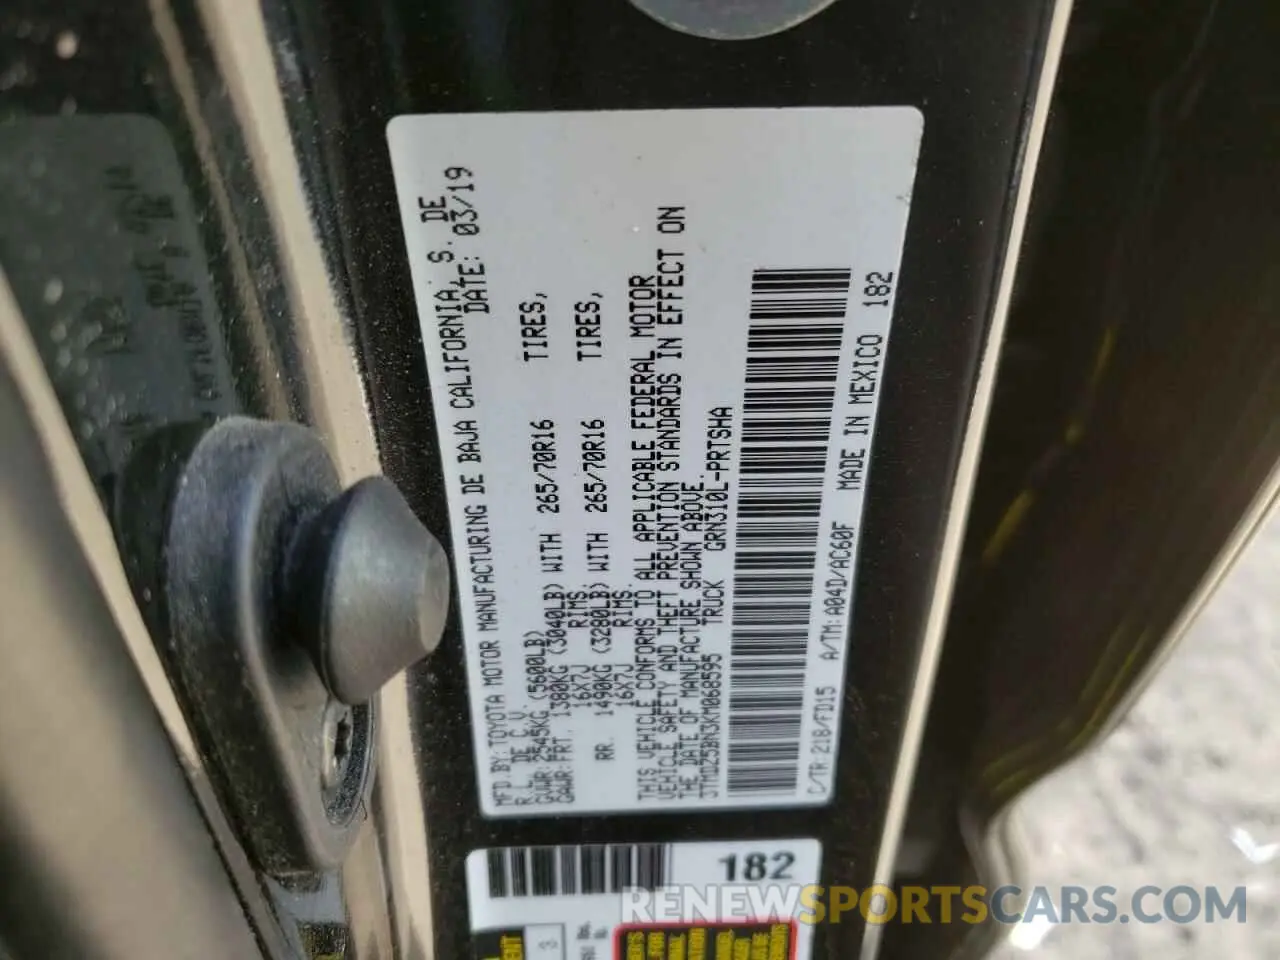 MFD.BY:TOYOTA MOTOR MANUFACTURING DE BAJA CALIFORNIA, S. DE
R.L. DE C.V. DATE: 03/19
GVWR: 2545KG (5600LB)
GAWR:FRT. 1380KG (3040LB) WITH 265/70R16 TIRES,
16X7J RIMS.
RR. 1490KG (3280LB) WITH 265/70R16 TIRES,
16X7J RIMS.
THIS VEHICLE CONFORMS TO ALL APPLICABLE FEDERAL MOTOR
VEHICLE SAFETY AND THEFT PREVENTION STANDARDS IN EFFECT ON
THE DATE OF MANUFACTURE SHOWN ABOVE.
3TMDZ5BN3KM068595 TRUCK GRN310L-PRTSHA
C/TR:218/FD15 A/TM:A04D/AC60F MADE IN MEXICO 182
182
RENEWSPORTSCARS.COM